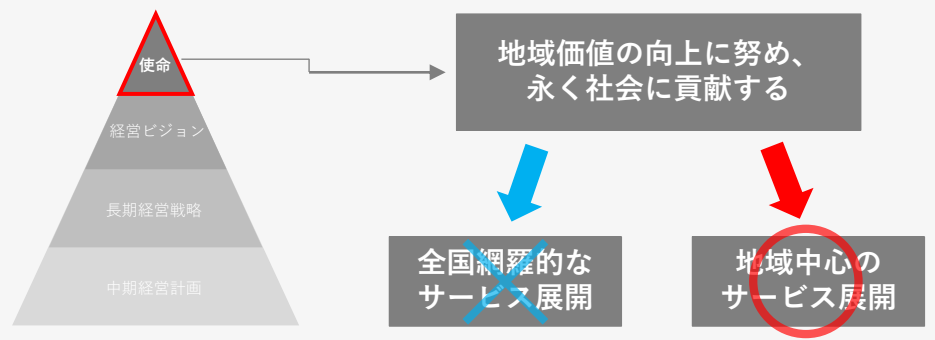 使命
経営ビジョン
長期経営戦略
中期経営計画
地域価値の向上に努め、
永く社会に貢献する
全国網羅的な
サービス展開
地域中心の
サービス展開